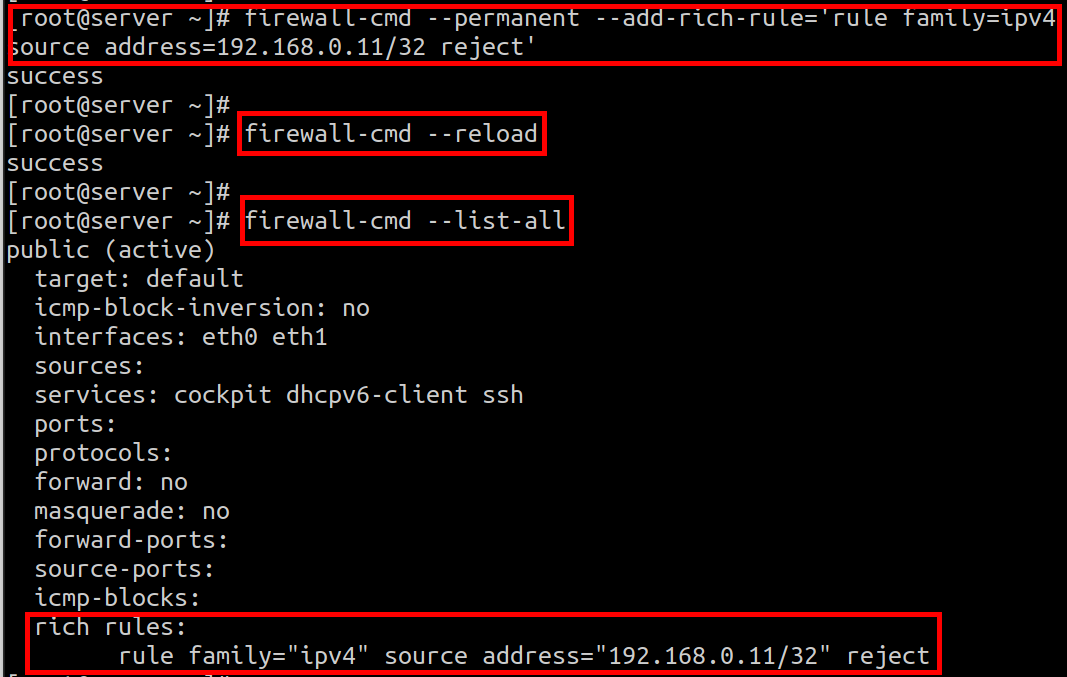 [root@server ~]# firewall-cmd --permanent --add-rich-rule='rule family=ipv4
source address=192.168.0.11/32 reject'
success
[root@server ~]#
[root@server ~]# firewall-cmd --reload
success
[root@server ~]#
[root@server ~]# firewall-cmd --list-all
public (active)
  target: default
  icmp-block-inversion: no
  interfaces: eth0 eth1
  sources:
  services: cockpit dhcpv6-client ssh
  ports:
  protocols:
  forward: no
  masquerade: no
  forward-ports:
  source-ports:
  icmp-blocks:
  rich rules:
        rule family="ipv4" source address="192.168.0.11/32" reject